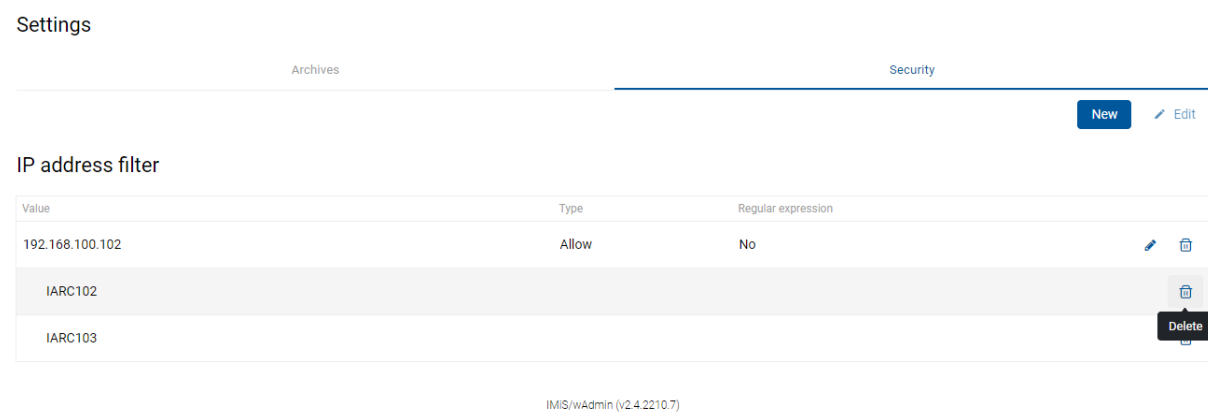 Settings
Archives Security
New Edit
IP address filter
Value Type Regular expression
192.168.100.102 Allow No
IARC102
Delete
IARC103
IMIS/wAdmin (v2.4.2210.7)